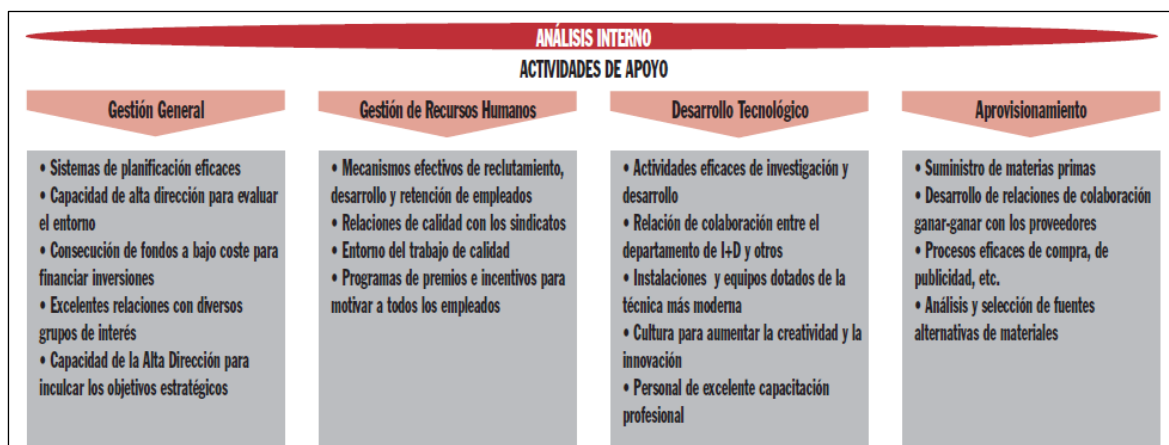 ANÁLISIS INTERNO
ACTIVIDADES DE APOYO
Gestión General
• Sistemas de planificación eficaces
• Capacidad de alta dirección para evaluar
el entorno
• Consecución de fondos a bajo coste para
financiar inversiones
• Excelentes relaciones con diversos
grupos de interés
• Capacidad de la Alta Dirección para
inculcar los objetivos estratégicos
Gestión de Recursos Humanos
• Mecanismos efectivos de reclutamiento,
desarrollo y retención de empleados
• Relaciones de calidad con los sindicatos
• Entorno del trabajo de calidad
• Programas de premios e incentivos para
motivar a todos los empleados
Desarrollo Tecnológico
• Actividades eficaces de investigación y
desarrollo
• Relación de colaboración entre el
departamento de I+D y otros
• Instalaciones y equipos dotados de la
técnica más moderna
• Cultura para aumentar la creatividad y la
innovación
• Personal de excelente capacitación
profesional
Aprovisionamiento
• Suministro de materias primas
• Desarrollo de relaciones de colaboración
ganar-ganar con los proveedores
• Procesos eficaces de compra, de
publicidad, etc.
• Análisis y selección de fuentes
alternativas de materiales